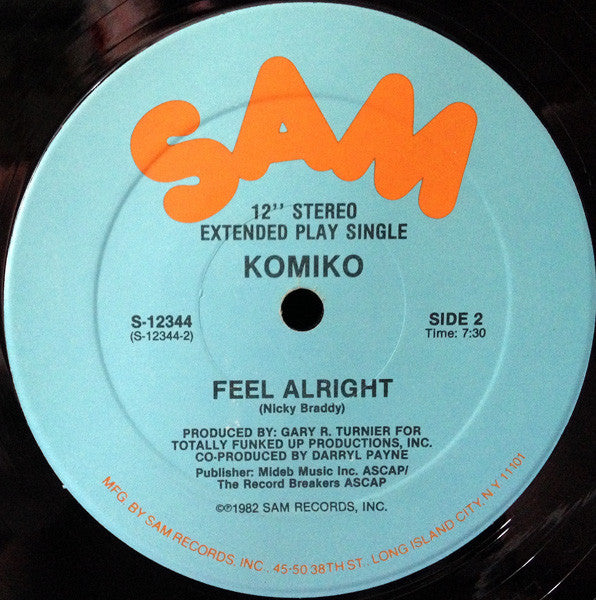 SAM
12'' STEREO
EXTENDED PLAY SINGLE
KOMIKO
S-12344
(S-12344-2)
SIDE 2
Time: 7:30
FEEL ALRIGHT
(Nicky Braddy)
PRODUCED BY: GARY R. TURNIER FOR
TOTALLY FUNKED UP PRODUCTIONS, INC.
CO-PRODUCED BY DARRYL PAYNE
Publisher: Mideb Music Inc. ASCAP/
The Record Breakers ASCAP
©℗1982 SAM RECORDS, INC.
MFG. BY SAM RECORDS, INC., 45-50 38TH ST., LONG ISLAND CITY, N.Y. 11101